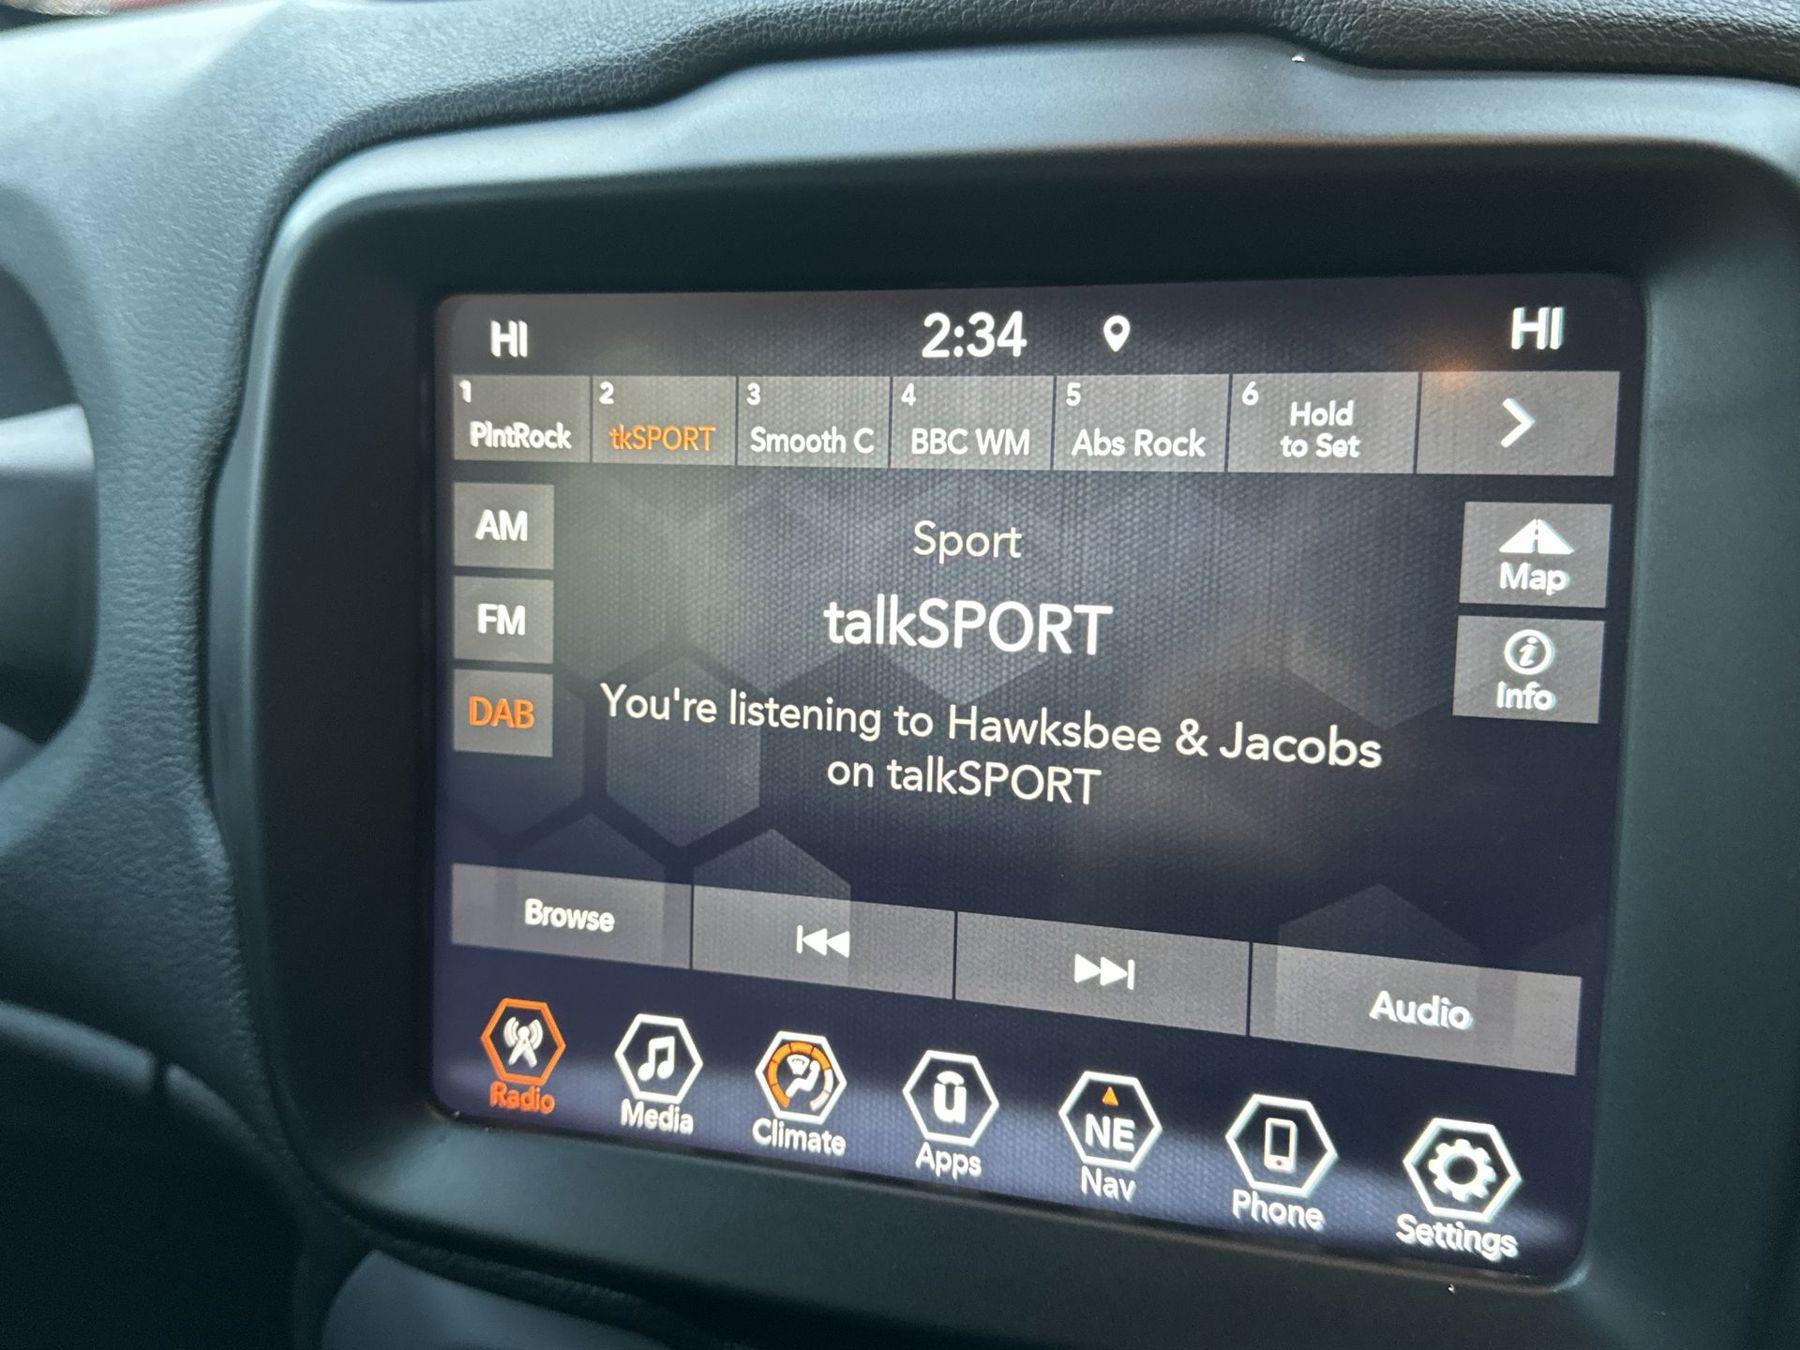 HI 2:34 HI
1 PlntRock
2 tkSPORT
3 Smooth C
4 BBC WM
5 Abs Rock
6 Hold
to Set
AM
FM
DAB
Sport
talkSPORT
You're listening to Hawksbee & Jacobs
on talkSPORT
Map
i
Info
Browse
Audio
Radio
Media
Climate
ū
Apps
NE
Nav
Phone
Settings